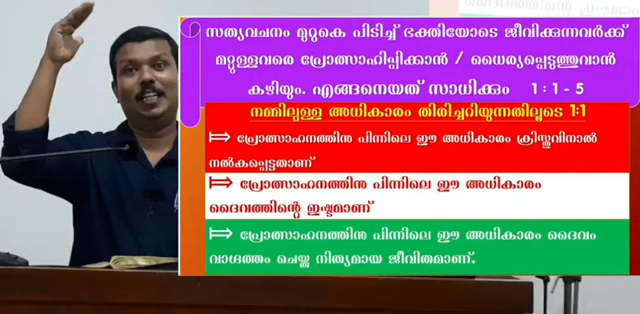 സത്യവചനം മുറുകെ പിടിച്ച് ഭക്തിയോടെ ജീവിക്കുന്നവർക്ക്
മറ്റുള്ളവരെ പ്രോത്സാഹിപ്പിക്കാൻ / ധൈര്യപ്പെടുത്തുവാൻ
കഴിയും. എങ്ങനെയത് സാധിക്കും 1 : 1 - 5
നമ്മിലുള്ള അധികാരം തിരിച്ചറിയുന്നതിലൂടെ 1:1
⤇ പ്രോത്സാഹനത്തിനു പിന്നിലെ ഈ അധികാരം ക്രിസ്തുവിനാൽ
നൽകപ്പെട്ടതാണ്
⤇ പ്രോത്സാഹനത്തിനു പിന്നിലെ ഈ അധികാരം
ദൈവത്തിന്റെ ഇഷ്ടമാണ്
⤇ പ്രോത്സാഹനത്തിനു പിന്നിലെ ഈ അധികാരം ദൈവം
വാഗ്ദത്തം ചെയ്ത നിത്യമായ ജീവിതമാണ്.